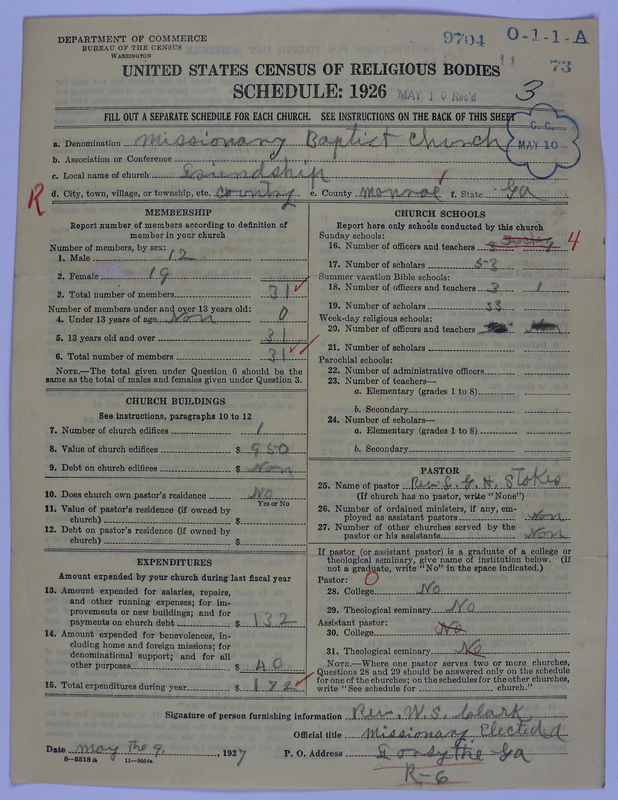 DEPARTMENT OF COMMERCE
BUREAU OF THE CENSUS
WASHINGTON
9704 O-1-1-A
11 73
UNITED STATES CENSUS OF RELIGIOUS BODIES
SCHEDULE: 1926
MAY 10 Rec'd
3
FILL OUT A SEPARATE SCHEDULE FOR EACH CHURCH. SEE INSTRUCTIONS ON THE BACK OF THIS SHEET
C. C.
MAY 10
a. Denomination Missionary Baptist Church
b. Association or Conference
c. Local name of church Friendship
R
d. City, town, village, or township, etc. country e. County Monroe f. State Ga
MEMBERSHIP
Report number of members according to definition of member in your church
Number of members, by sex:
1. Male 12
2. Female 19
3. Total number of members 31
Number of members under and over 13 years old:
4. Under 13 years of age Non 0
5. 13 years old and over 31
6. Total number of members 31
NOTE.—The total given under Question 6 should be the same as the total of males and females given under Question 3.
CHURCH BUILDINGS
See instructions, paragraphs 10 to 12
7. Number of church edifices 1
8. Value of church edifices $ 950
9. Debt on church edifices $ Non
10. Does church own pastor's residence No
Yes or No
11. Value of pastor's residence (if owned by church) $
12. Debt on pastor's residence (if owned by church) $
EXPENDITURES
Amount expended by your church during last fiscal year
13. Amount expended for salaries, repairs, and other running expenses; for improvements or new buildings; and for payments on church debt $ 132
14. Amount expended for benevolences, including home and foreign missions; for denominational support; and for all other purposes $ 40
15. Total expenditures during year $ 172
CHURCH SCHOOLS
Report here only schools conducted by this church
Sunday schools:
16. Number of officers and teachers 3 4
17. Number of scholars 53
Summer vacation Bible schools:
18. Number of officers and teachers 3 1
19. Number of scholars 33
Week-day religious schools:
20. Number of officers and teachers
21. Number of scholars
Parochial schools:
22. Number of administrative officers
23. Number of teachers—
a. Elementary (grades 1 to 8)
b. Secondary
24. Number of scholars—
a. Elementary (grades 1 to 8)
b. Secondary
PASTOR
25. Name of pastor Rev. L. G. H. Stokes
(If church has no pastor, write "None")
26. Number of ordained ministers, if any, employed as assistant pastors Non
27. Number of other churches served by the pastor or his assistants Non
If pastor (or assistant pastor) is a graduate of a college or theological seminary, give name of institution below. (If not a graduate, write "No" in the space indicated.)
Pastor: O
28. College No
29. Theological seminary No
Assistant pastor:
30. College No
31. Theological seminary No
NOTE.—Where one pastor serves two or more churches, Questions 28 and 29 should be answered only on the schedule for one of the churches; on the schedules for the other churches, write "See schedule for church."
Signature of person furnishing information Rev. W. S. Clark
Official title Missionary Elected
Date May the 9, 1927 P. O. Address Forsythe Ga
8—5518 a 11—9054a
R-6